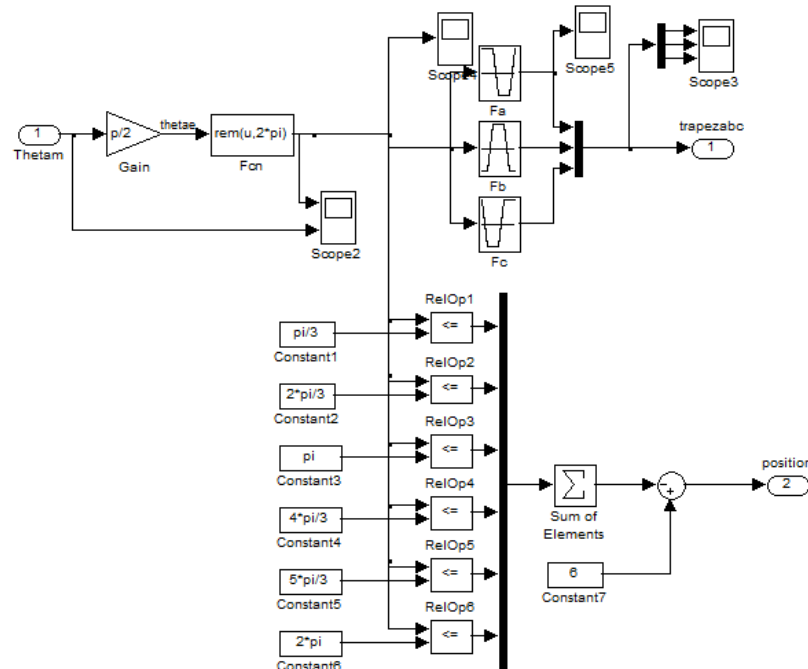 Scope4
Scope5
Scope3
Fa
1
Thetam
p/2
Gain
thetae
rem(u,2*pi)
Fcn
Scope2
Fb
Fc
trapezabc
1
RelOp1
<=
pi/3
Constant1
RelOp2
<=
2*pi/3
Constant2
RelOp3
<=
pi
Constant3
RelOp4
<=
4*pi/3
Constant4
RelOp5
<=
5*pi/3
Constant5
RelOp6
<=
2*pi
Constant6
Sum of
Elements
-
+
position
2
6
Constant7